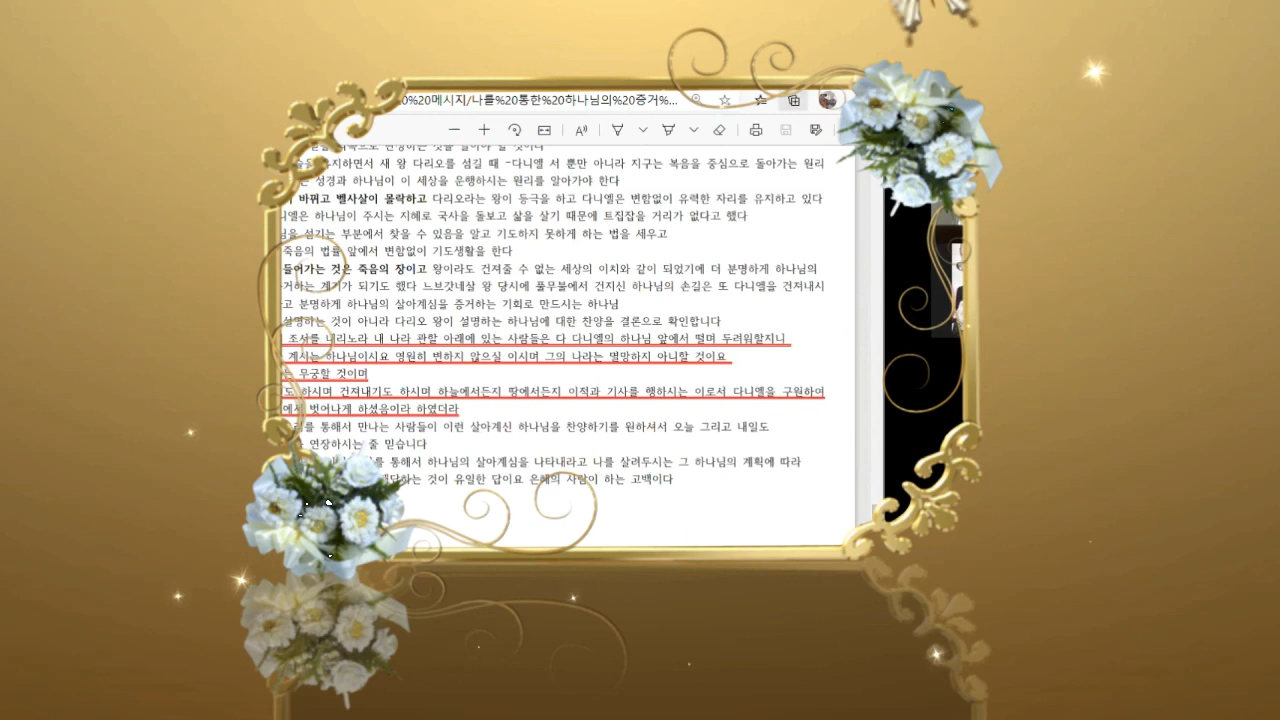 0%20메시지/나를%20통한%20하나님의%20증거%...
유지하면서 새 왕 다리오를 섬길 때 -다니엘 서 뿐만 아니라 지구는 복음을 중심으로 돌아가는 원리
성경과 하나님이 이 세상을 운행하시는 원리를 알아가야 한다
바뀌고 벨사살이 몰락하고 다리오라는 왕이 등극을 하고 다니엘은 변함없이 유력한 자리를 유지하고 있다
니엘은 하나님이 주시는 지혜로 국사을 돌보고 삶을 살기 때문에 트집잡을 거리가 없다고 했다
님을 섬기는 부분에서 찾을 수 있음을 알고 기도하지 못하게 하는 법을 세우고
죽음의 법률 앞에서 변함없이 기도생활을 한다
들어가는 것은 죽음의 장이고 왕이라도 건져줄 수 없는 세상의 이치와 같이 되었기에 더 분명하게 하나님의
거하는 계기가 되기도 했다 느브갓네살 왕 당시에 풀무불에서 건지신 하나님의 손길은 또 다니엘을 건져내시
고 분명하게 하나님의 살아계심을 증거하는 기회로 만드시는 하나님
설명하는 것이 아니라 다리오 왕이 설명하는 하나님에 대한 찬양을 결론으로 확인합니다
조서를 내리노라 내 나라 관할 아래에 있는 사람들은 다 다니엘의 하나님 앞에서 떨며 두려워할지니
계시는 하나님이시요 영원히 변하지 않으실 이시며 그의 나라는 멸망하지 아니할 것이요
무궁할 것이며
도 하시며 건져내기도 하시며 하늘에서든지 땅에서든지 이적과 기사를 행하시는 이로서 다니엘을 구원하여
에서 벗어나게 하셨음이라 하였더라
를 통해서 만나는 사람들이 이런 살아계신 하나님을 찬양하기를 원하셔서 오늘 그리고 내일도
연장하시는 줄 믿습니다
를 통해서 하나님의 살아계심을 나타내라고 나를 살려두시는 그 하나님의 계획에 따라
하는 것이 유일한 답이요 은혜의 사람이 하는 고백이다